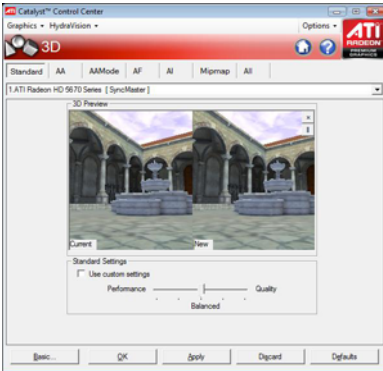 Catalyst™ Control Center
Graphics HydraVision Options
ATI
RADEON
PREMIUM
GRAPHICS
3D
Standard AA AAMode AF AI Mipmap All
1.ATI Radeon HD 5670 Series [ SyncMaster ]
3D Preview
Current New
Standard Settings
Use custom settings
Performance Quality
Balanced
Basic... OK Apply Discard Defaults